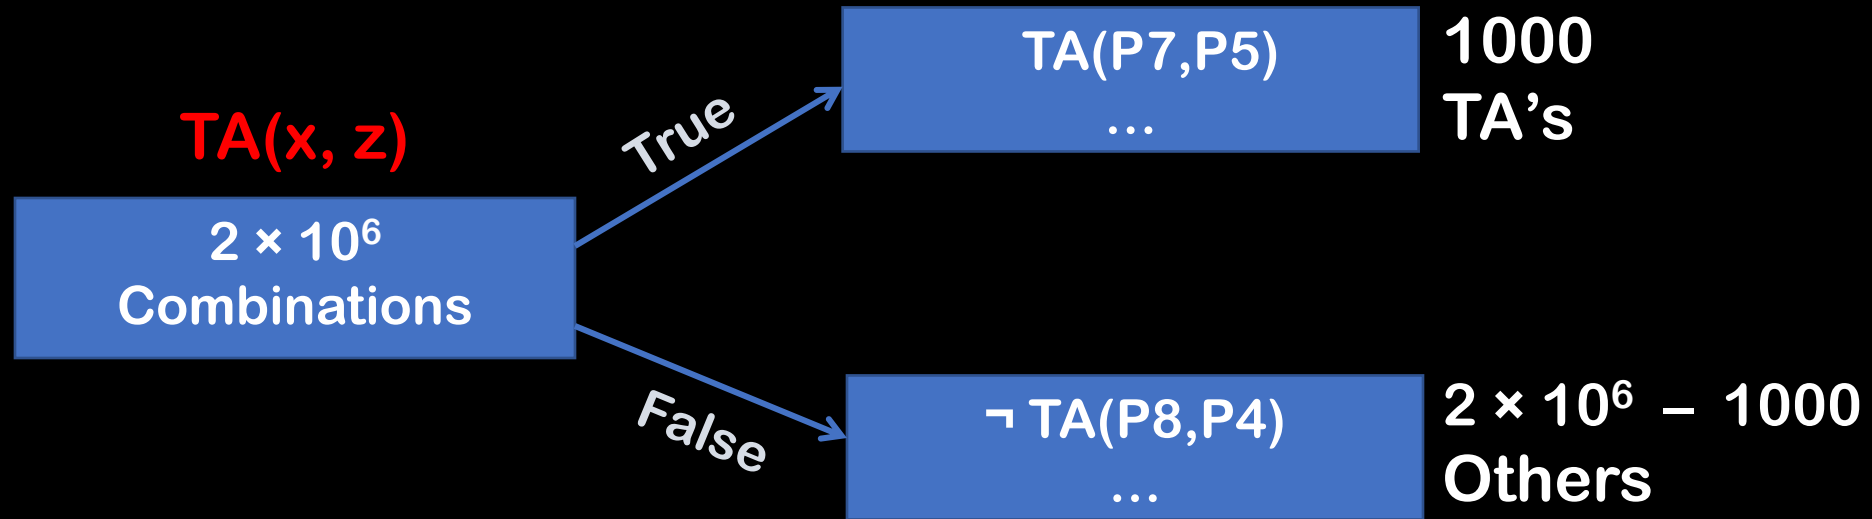 TA(x, z)
2 × 10⁶
Combinations
True
False
TA(P7,P5)
...
1000
TA’s
¬ TA(P8,P4)
...
2 × 10⁶ – 1000
Others